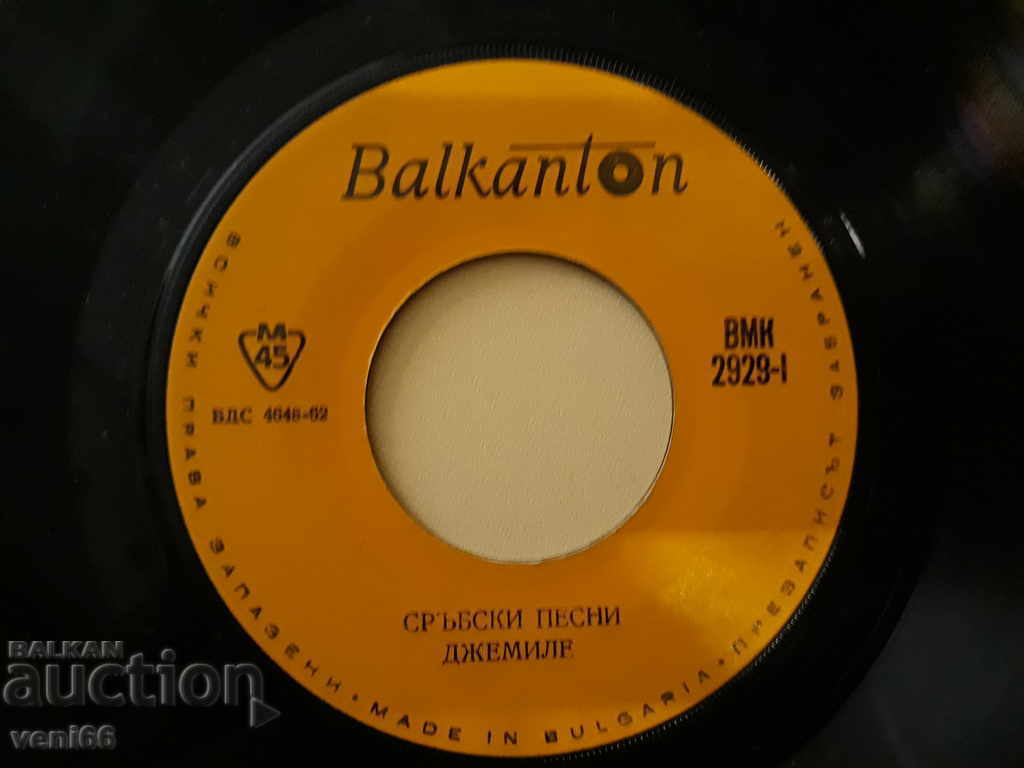 Balkanton
М
45
БДС 4648-62
ВМК
2929-I
СРЪБСКИ ПЕСНИ
ДЖЕМИЛЕ
ВСИЧКИ ПРАВА ЗАПАЗЕНИ • MADE IN BULGARIA • ПРЕЗАПИСЪТ ЗАБРАНЕН
BALKAN
auction
veni66